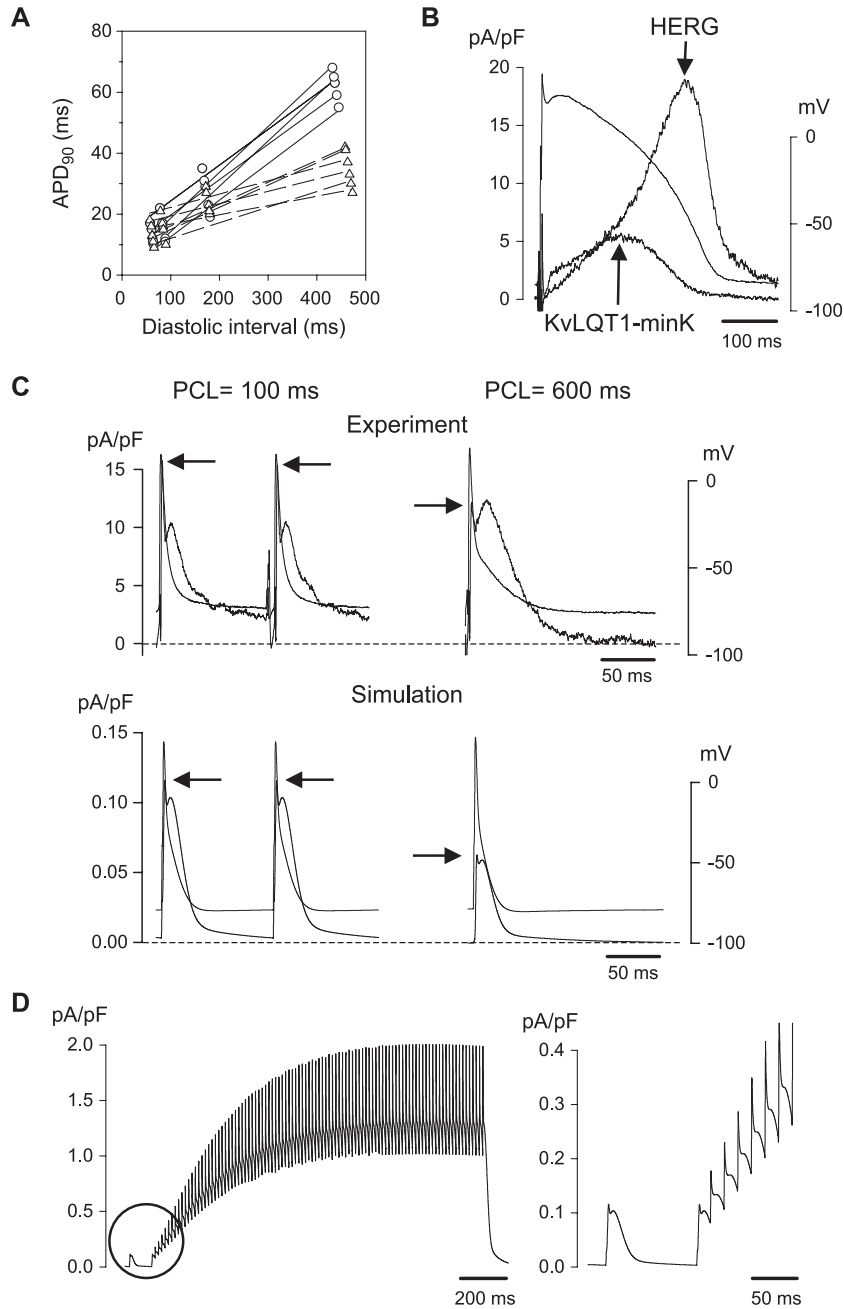 A
80
60
40
20
0
APD90 (ms)
0 100 200 300 400 500
Diastolic interval (ms)
B
pA/pF
HERG
20
15
10
5
0
mV
0
-50
-100
KvLQT1-minK
100 ms
C
PCL= 100 ms
PCL= 600 ms
Experiment
pA/pF
15
10
5
0
mV
0
-50
-100
50 ms
Simulation
pA/pF
0.15
0.10
0.05
0.00
mV
0
-50
-100
50 ms
D
pA/pF
2.0
1.5
1.0
0.5
0.0
200 ms
pA/pF
0.4
0.3
0.2
0.1
0.0
50 ms